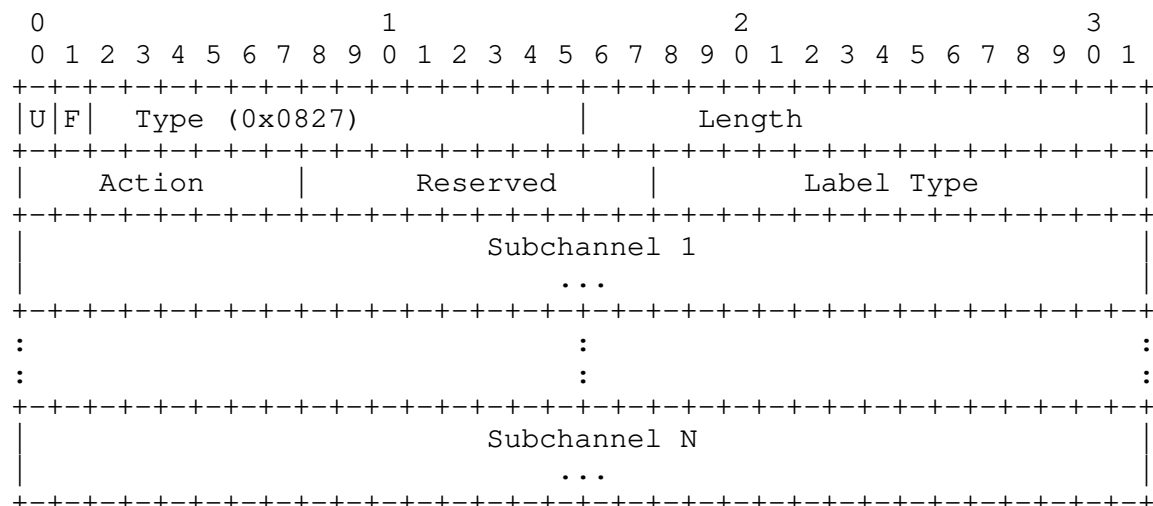 0                   1                   2                   3
 0 1 2 3 4 5 6 7 8 9 0 1 2 3 4 5 6 7 8 9 0 1 2 3 4 5 6 7 8 9 0 1
+-+-+-+-+-+-+-+-+-+-+-+-+-+-+-+-+-+-+-+-+-+-+-+-+-+-+-+-+-+-+-+-+
|U|F|  Type (0x0827)            |      Length                   |
+-+-+-+-+-+-+-+-+-+-+-+-+-+-+-+-+-+-+-+-+-+-+-+-+-+-+-+-+-+-+-+-+
|    Action     |      Reserved     |        Label Type         |
+-+-+-+-+-+-+-+-+-+-+-+-+-+-+-+-+-+-+-+-+-+-+-+-+-+-+-+-+-+-+-+-+
|                          Subchannel 1                         |
|                              ...                              |
+-+-+-+-+-+-+-+-+-+-+-+-+-+-+-+-+-+-+-+-+-+-+-+-+-+-+-+-+-+-+-+-+
:                               :                               :
:                               :                               :
+-+-+-+-+-+-+-+-+-+-+-+-+-+-+-+-+-+-+-+-+-+-+-+-+-+-+-+-+-+-+-+-+
|                          Subchannel N                         |
|                              ...                              |
+-+-+-+-+-+-+-+-+-+-+-+-+-+-+-+-+-+-+-+-+-+-+-+-+-+-+-+-+-+-+-+-+